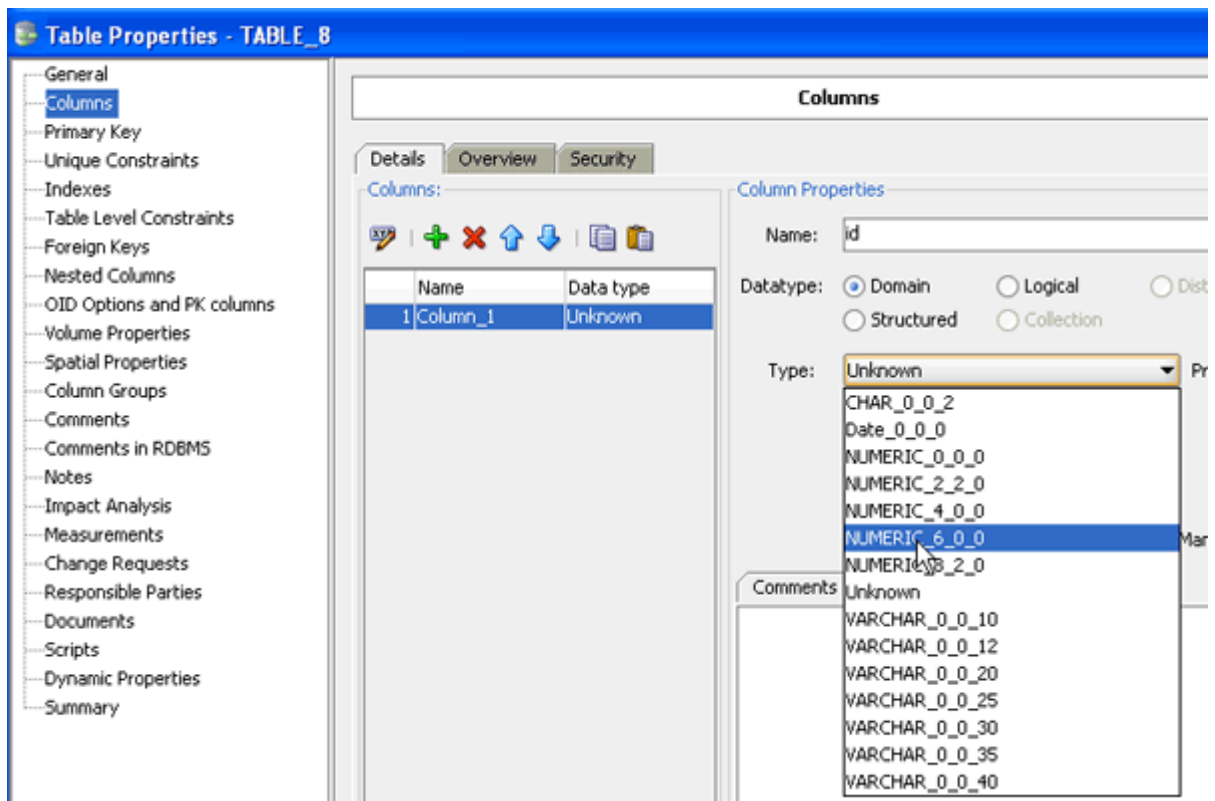 Table Properties - TABLE_8
General
Columns
Primary Key
Unique Constraints
Indexes
Table Level Constraints
Foreign Keys
Nested Columns
OID Options and PK columns
Volume Properties
Spatial Properties
Column Groups
Comments
Comments in RDBMS
Notes
Impact Analysis
Measurements
Change Requests
Responsible Parties
Documents
Scripts
Dynamic Properties
Summary
Columns
Details Overview Security
Columns:
Name Data type
1 Column_1 Unknown
Column Properties
Name: id
Datatype: Domain Logical Dist
Structured Collection
Type: Unknown Pr
CHAR_0_0_2
Date_0_0_0
NUMERIC_0_0_0
NUMERIC_2_2_0
NUMERIC_4_0_0
NUMERIC_6_0_0 Man
NUMERIC_8_2_0
Comments Unknown
VARCHAR_0_0_10
VARCHAR_0_0_12
VARCHAR_0_0_20
VARCHAR_0_0_25
VARCHAR_0_0_30
VARCHAR_0_0_35
VARCHAR_0_0_40